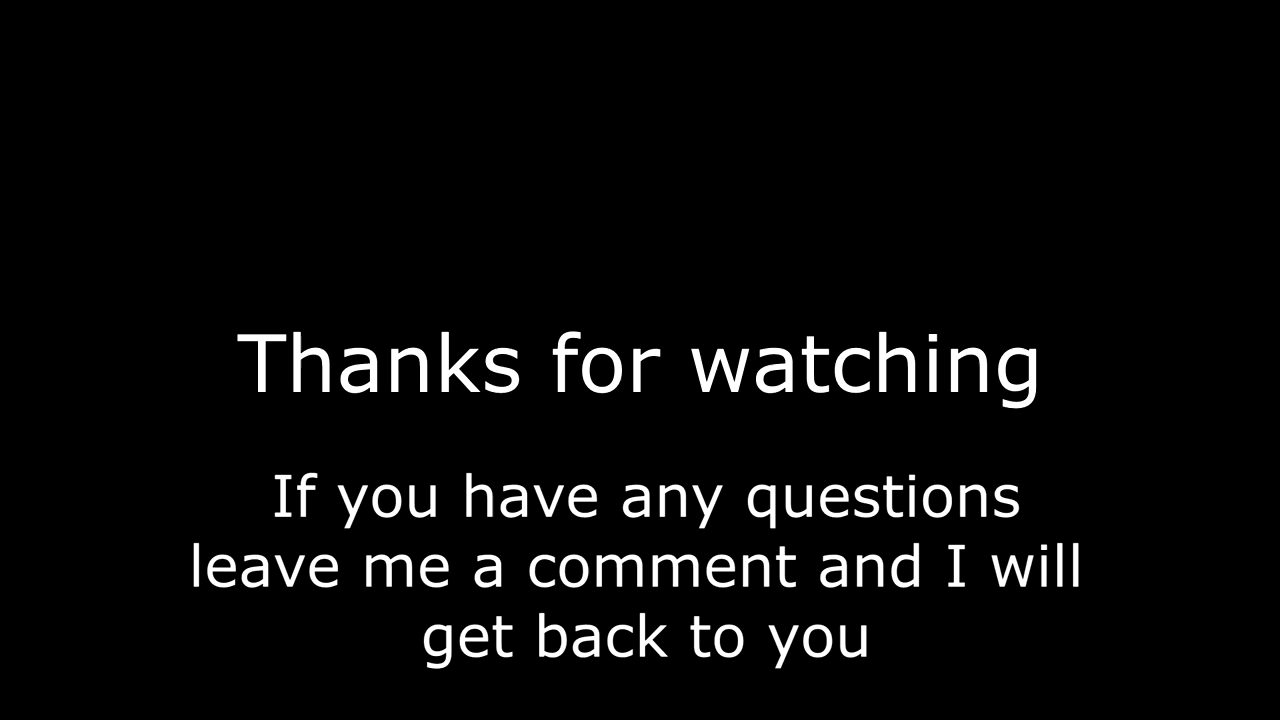 Thanks for watching
If you have any questions
leave me a comment and I will
get back to you